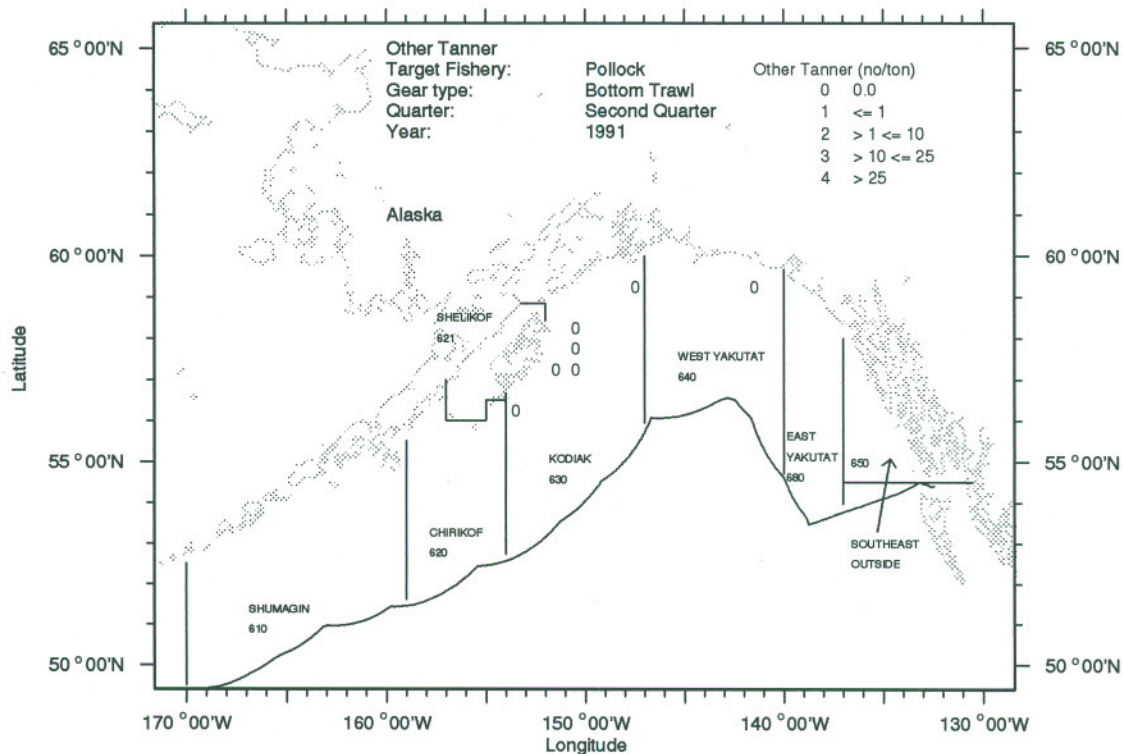 65 °00'N
65 °00'N
Other Tanner
Target Fishery: Pollock
Gear type: Bottom Trawl
Quarter: Second Quarter
Year: 1991
Other Tanner (no/ton)
0 0.0
1 <= 1
2 > 1 <= 10
3 > 10 <= 25
4 > 25
Alaska
60 °00'N
60 °00'N
0
0
SHELIKOF
621
0
0
0 0
0
WEST YAKUTAT
640
EAST
YAKUTAT
680
650
KODIAK
630
55 °00'N
55 °00'N
CHIRIKOF
620
SOUTHEAST
OUTSIDE
SHUMAGIN
610
50 °00'N
50 °00'N
Latitude
170 °00'W
160 °00'W
150 °00'W
140 °00'W
130 °00'W
Longitude